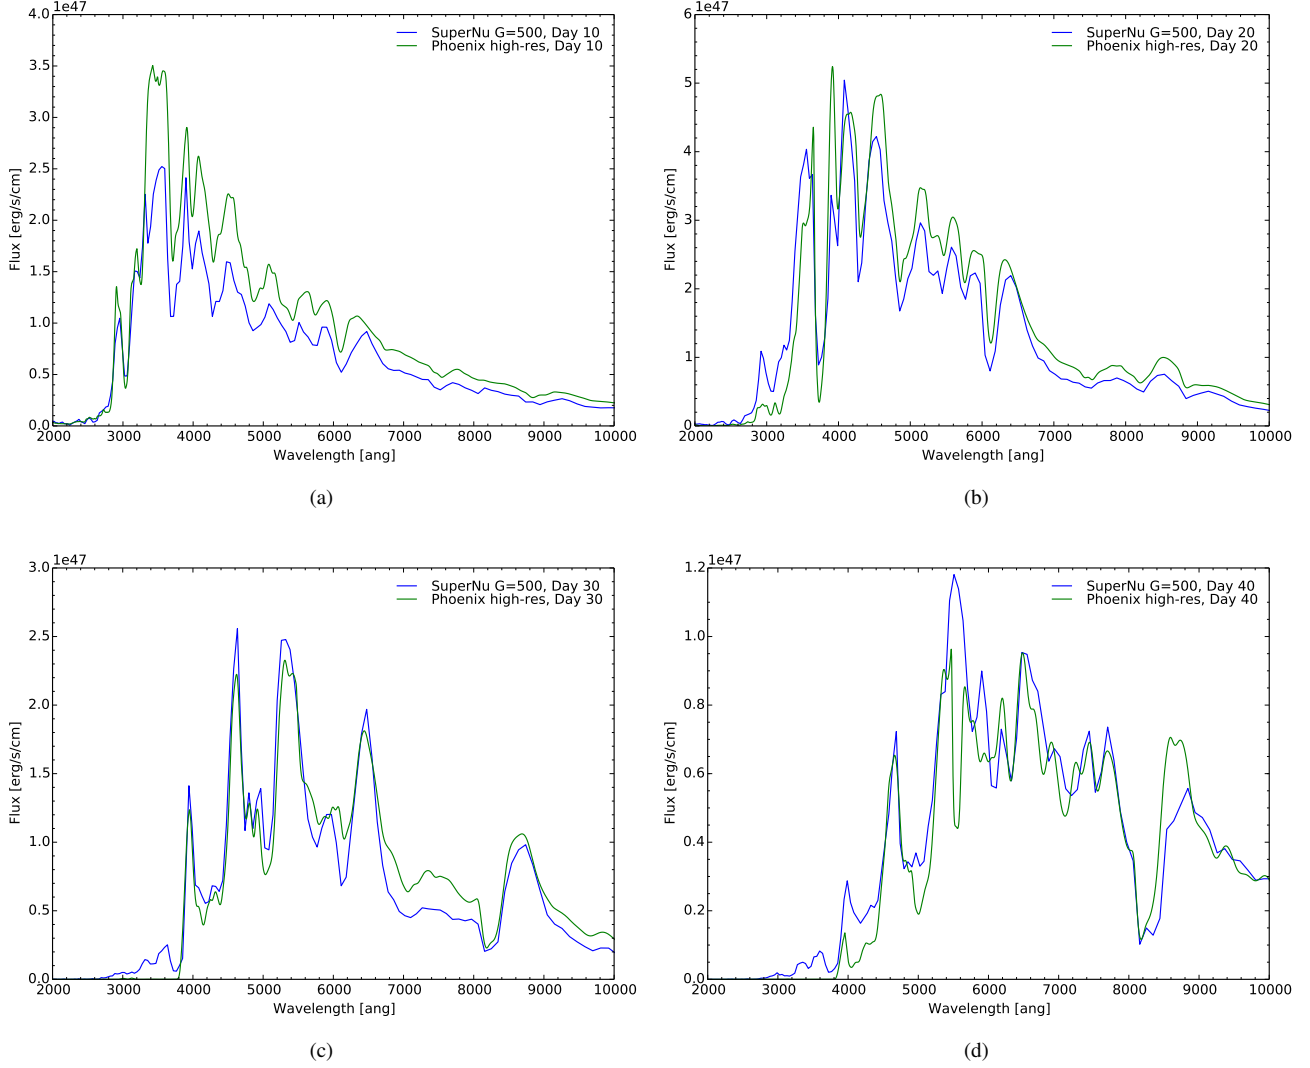 1e47
4.0
3.5
3.0
2.5
2.0
1.5
1.0
0.5
0.0
Flux [erg/s/cm]
SuperNu G=500, Day 10
Phoenix high-res, Day 10
2000 3000 4000 5000 6000 7000 8000 9000 10000
Wavelength [ang]
(a)
1e47
6
5
4
3
2
1
0
Flux [erg/s/cm]
SuperNu G=500, Day 20
Phoenix high-res, Day 20
2000 3000 4000 5000 6000 7000 8000 9000 10000
Wavelength [ang]
(b)
1e47
3.0
2.5
2.0
1.5
1.0
0.5
0.0
Flux [erg/s/cm]
SuperNu G=500, Day 30
Phoenix high-res, Day 30
2000 3000 4000 5000 6000 7000 8000 9000 10000
Wavelength [ang]
(c)
1e47
1.2
1.0
0.8
0.6
0.4
0.2
0.0
Flux [erg/s/cm]
SuperNu G=500, Day 40
Phoenix high-res, Day 40
2000 3000 4000 5000 6000 7000 8000 9000 10000
Wavelength [ang]
(d)